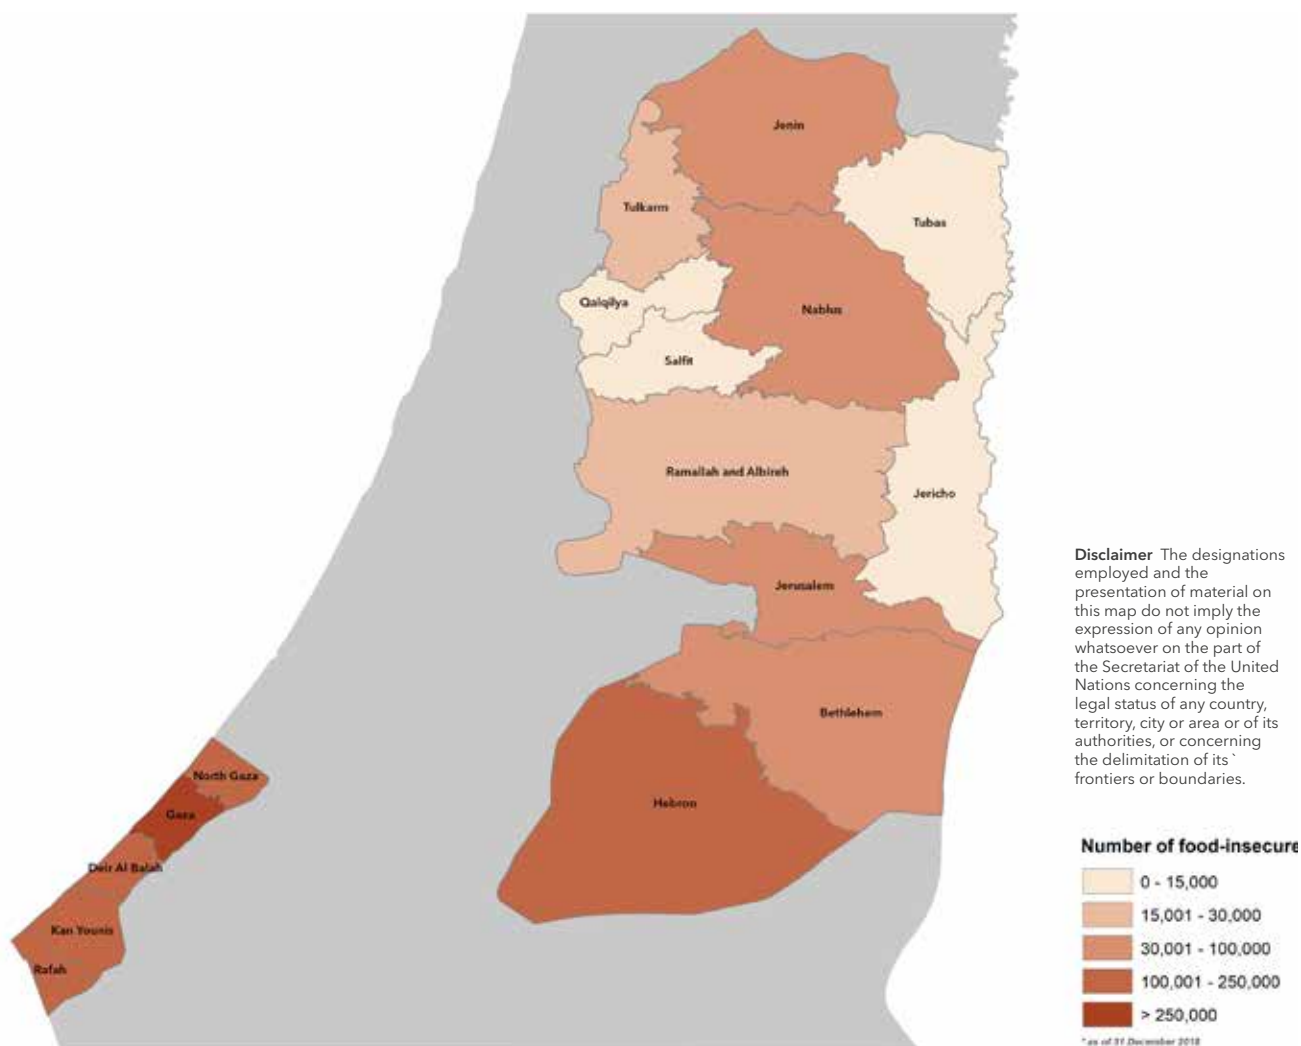 Jenin
Tulkarm
Tubas
Qalqilya
Nablus
Salfit
Ramallah and Albireh
Jericho
Jerusalem
Bethlehem
Hebron
North Gaza
Gaza
Deir Al Balah
Kan Younis
Rafah
Disclaimer The designations
employed and the
presentation of material on
this map do not imply the
expression of any opinion
whatsoever on the part of
the Secretariat of the United
Nations concerning the
legal status of any country,
territory, city or area or of its
authorities, or concerning
the delimitation of its `
frontiers or boundaries.
Number of food-insecure
0 - 15,000
15,001 - 30,000
30,001 - 100,000
100,001 - 250,000
> 250,000
* as of 31 December 2018